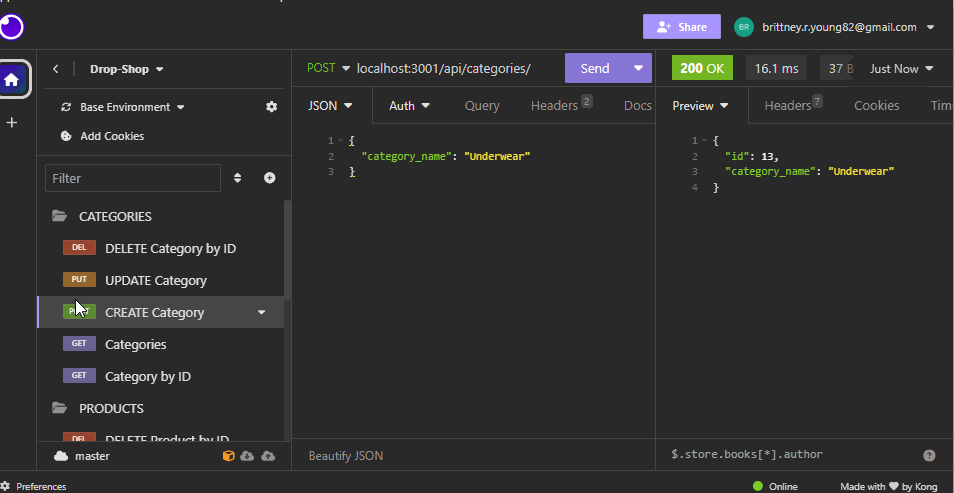 Share
BR
brittney.r.young82@gmail.com
Drop-Shop
Base Environment
Add Cookies
Filter
CATEGORIES
DEL DELETE Category by ID
PUT UPDATE Category
CREATE Category
GET Categories
GET Category by ID
PRODUCTS
DEL DELETE Product by ID
master
POST localhost:3001/api/categories/
Send
JSON Auth Query Headers 2 Docs
1 {
2 "category_name": "Underwear"
3 }
Beautify JSON
200 OK 16.1 ms 37 B Just Now
Preview Headers 7 Cookies
1 {
2 "id": 13,
3 "category_name": "Underwear"
4 }
$.store.books[*].author
Preferences
Online
Made with ♥ by Kong